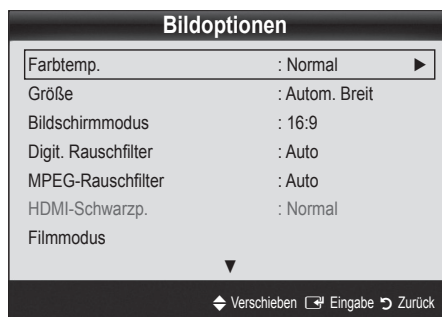 Bildoptionen
Farbtemp. : Normal ►
Größe : Autom. Breit
Bildschirmmodus : 16:9
Digit. Rauschfilter : Auto
MPEG-Rauschfilter : Auto
HDMI-Schwarzp. : Normal
Filmmodus
▼
Verschieben Eingabe Zurück